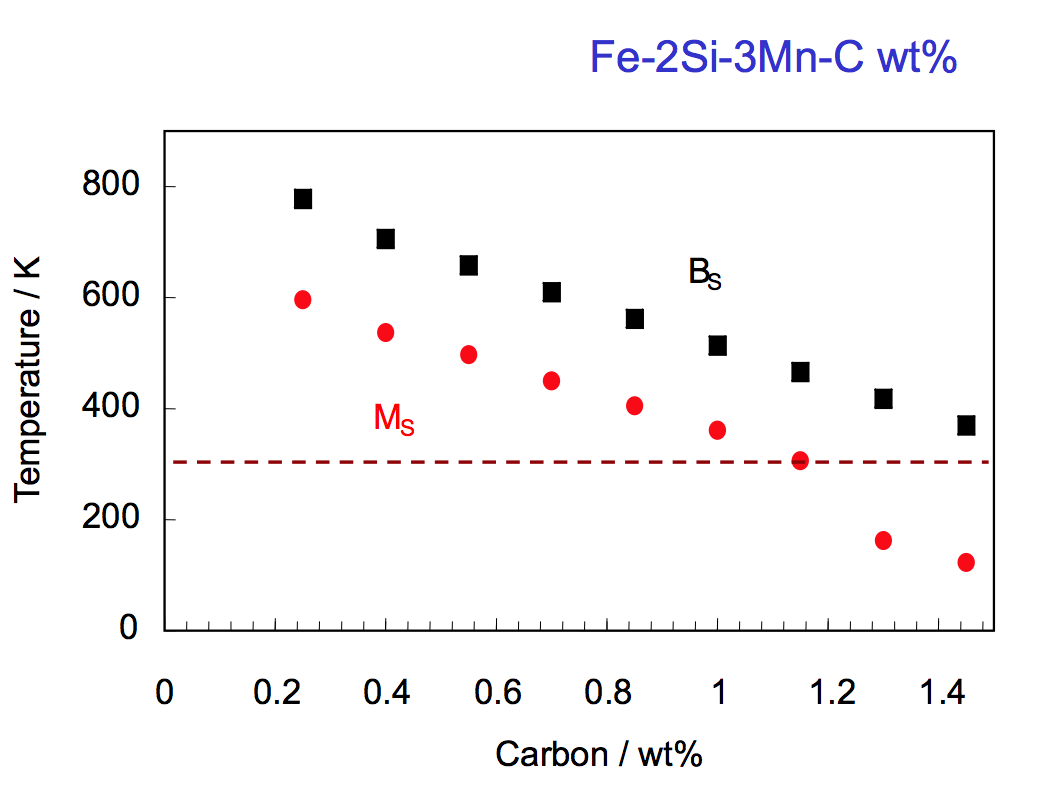 Fe-2Si-3Mn-C wt%
800
600
400
200
0
Temperature / K
BS
MS
0 0.2 0.4 0.6 0.8 1 1.2 1.4
Carbon / wt%